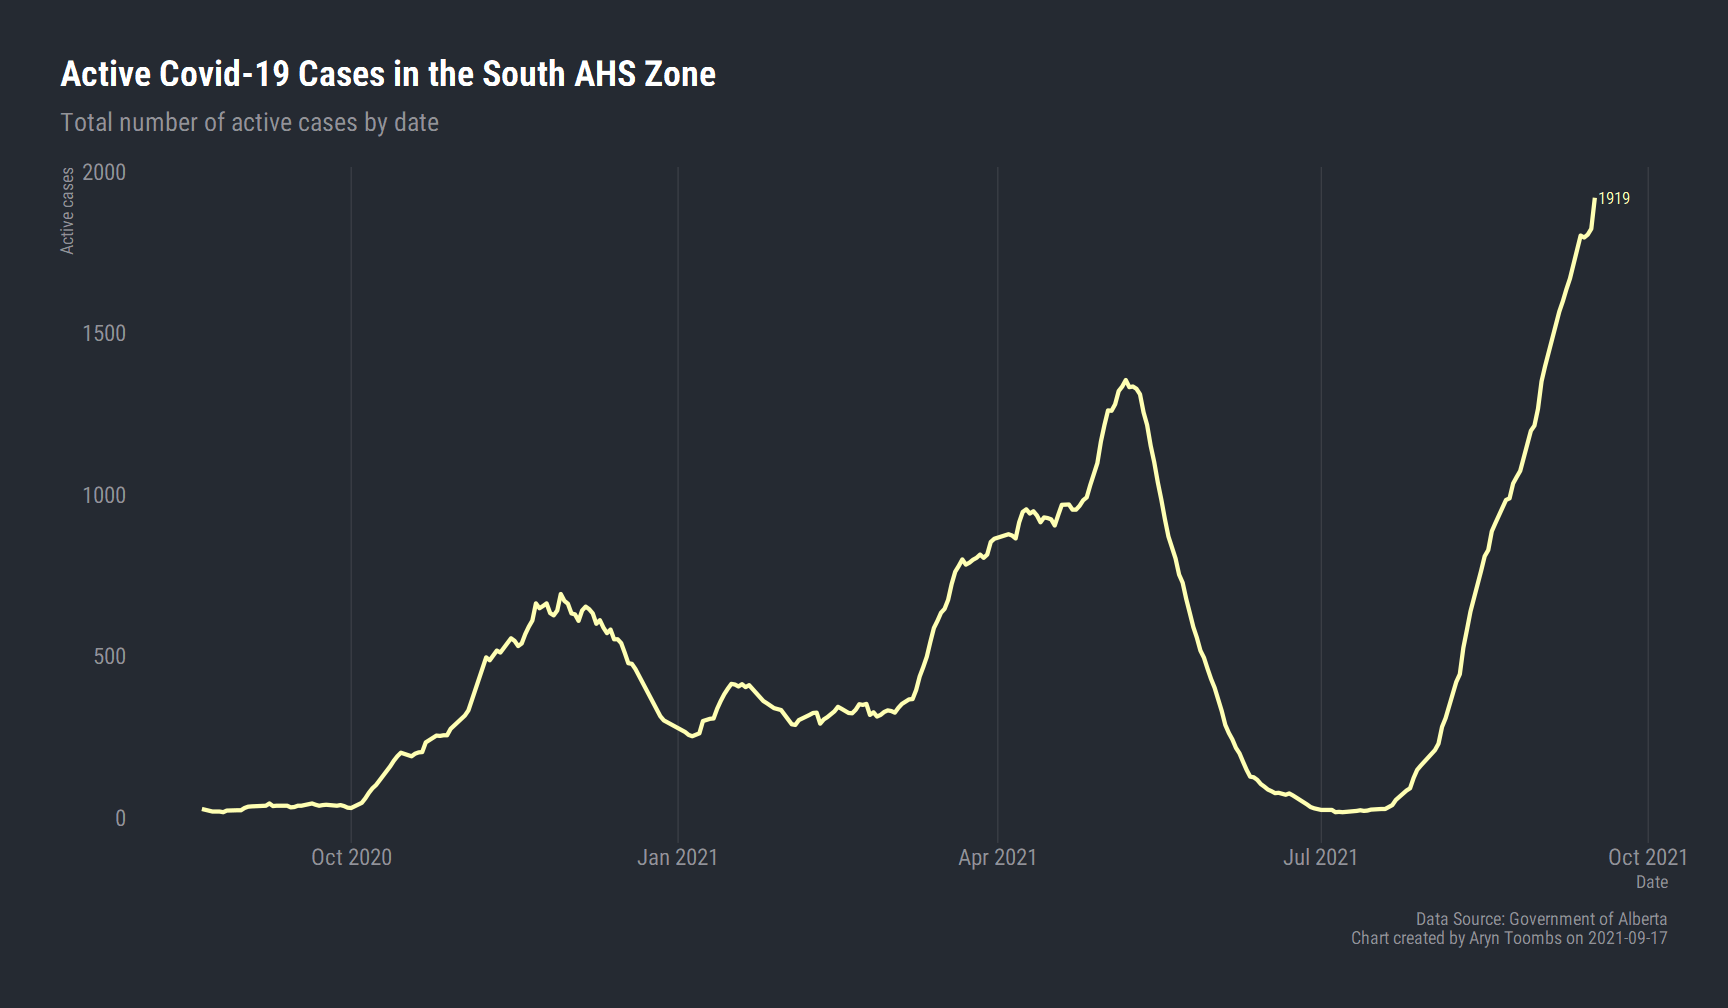 Active Covid-19 Cases in the South AHS Zone
Total number of active cases by date
Active cases
2000
1500
1000
500
0
1919
Oct 2020
Jan 2021
Apr 2021
Jul 2021
Oct 2021
Date
Data Source: Government of Alberta
Chart created by Aryn Toombs on 2021-09-17